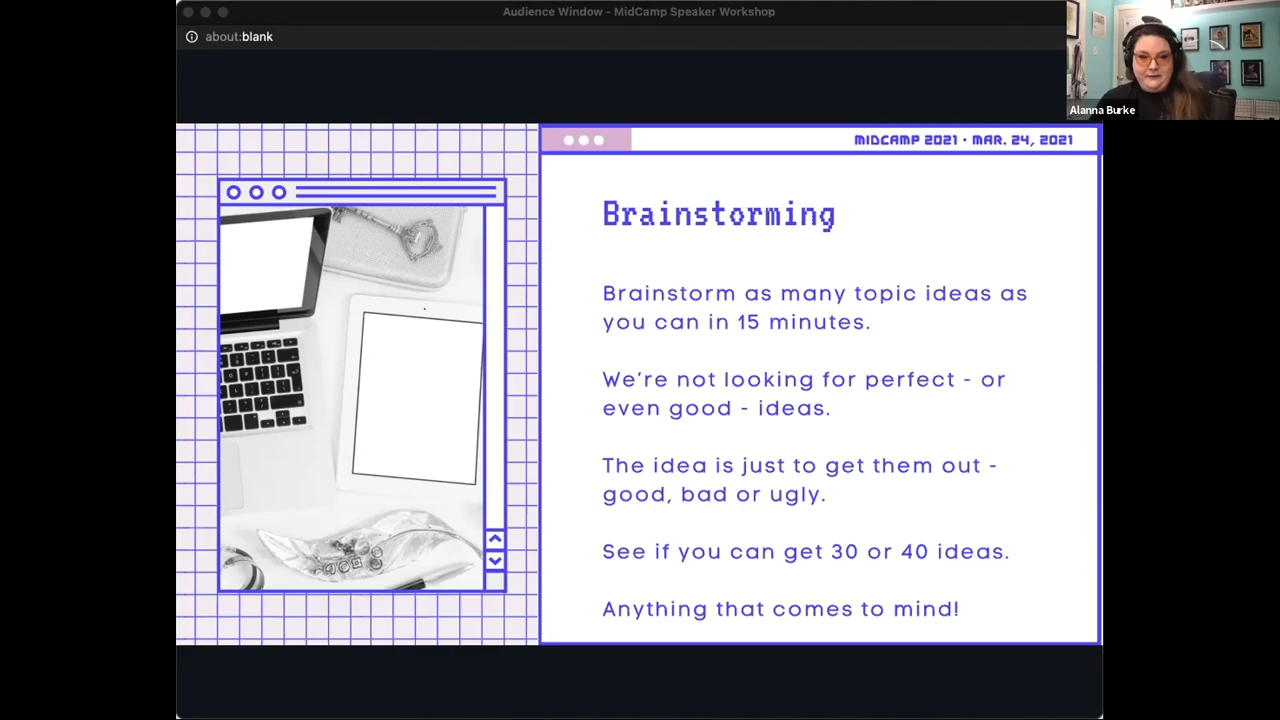 Audience Window - MidCamp Speaker Workshop
about:blank
Alanna Burke
MIDCAMP 2021 • MAR. 24, 2021
Brainstorming
Brainstorm as many topic ideas as
you can in 15 minutes.
We're not looking for perfect - or
even good - ideas.
The idea is just to get them out -
good, bad or ugly.
See if you can get 30 or 40 ideas.
Anything that comes to mind!